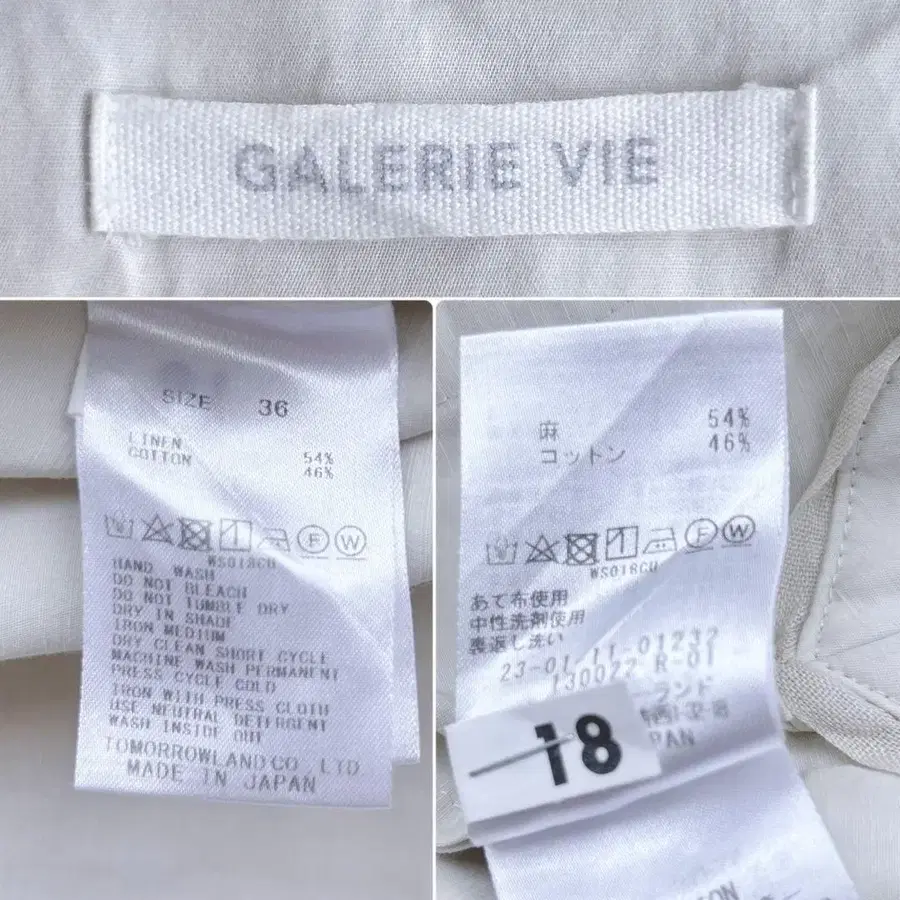 GALERIE VIE
SIZE 36
LINEN 54%
COTTON 46%
F W
WS018CU
HAND WASH
DO NOT BLEACH
DO NOT TUMBLE DRY
DRY IN SHADE
IRON MEDIUM
DRY CLEAN SHORT CYCLE
MACHINE WASH PERMANENT
PRESS CYCLE COLD
IRON WITH PRESS CLOTH
USE NEUTRAL DETERGENT
WASH INSIDE OUT
TOMORROWLAND CO LTD
MADE IN JAPAN
麻 54%
コットン 46%
F W
WS018CU
あて布使用
中性洗剤使用
裏返し洗い
23-01-11-01232
130022-R-01
ーランド
PAN
18